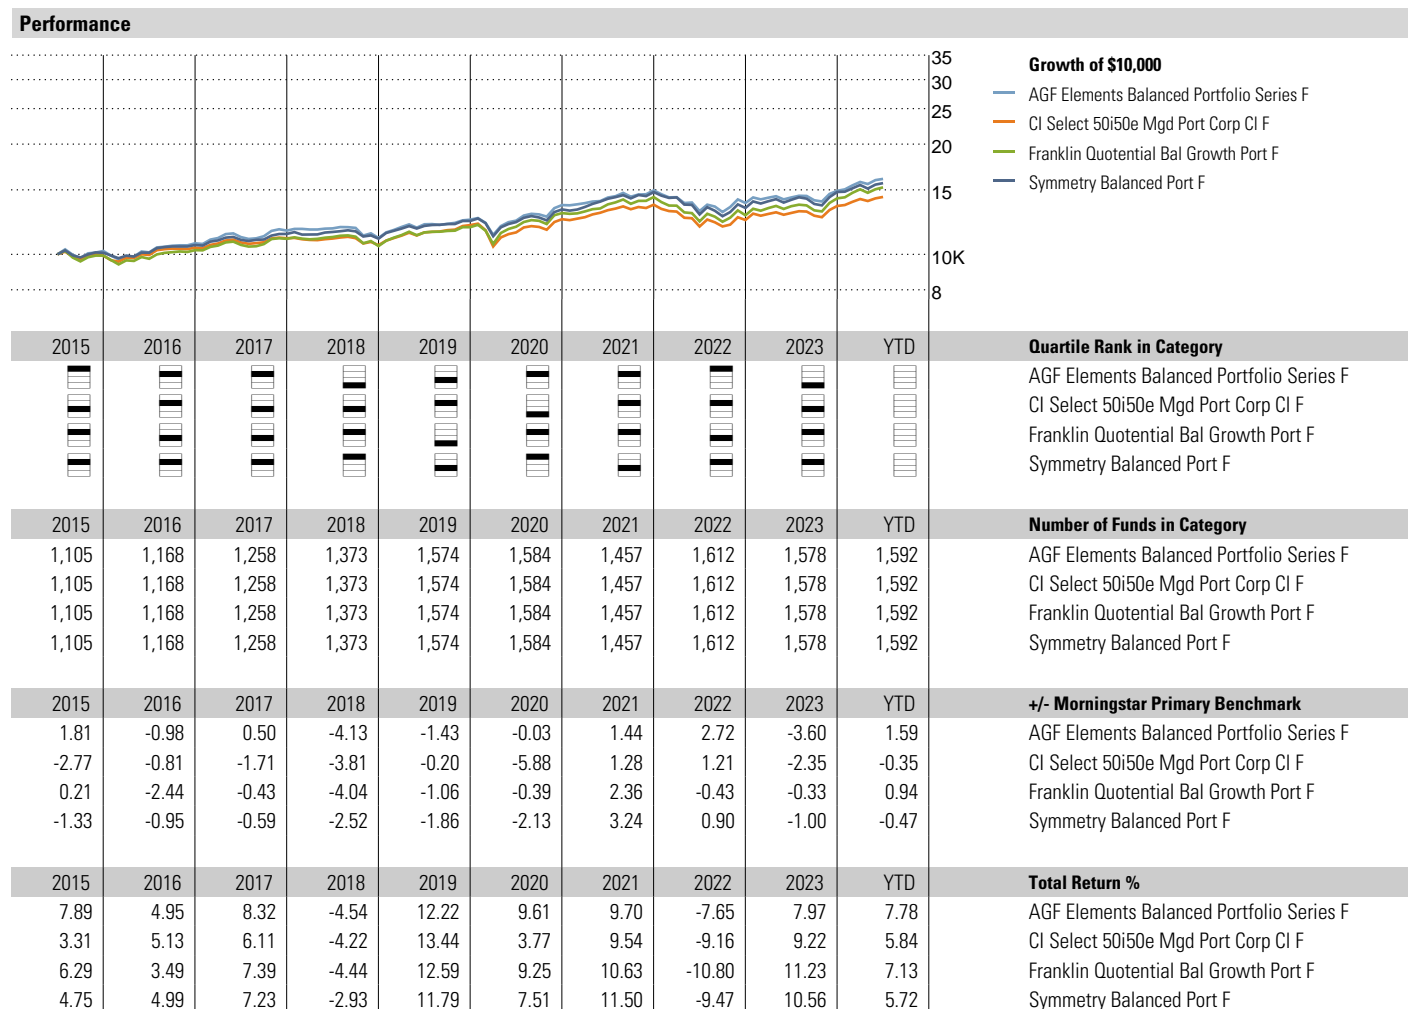 Performance
35
30
25
20
15
10K
8
Growth of $10,000
AGF Elements Balanced Portfolio Series F
CI Select 50i50e Mgd Port Corp Cl F
Franklin Quotential Bal Growth Port F
Symmetry Balanced Port F
2015 2016 2017 2018 2019 2020 2021 2022 2023 YTD Quartile Rank in Category
AGF Elements Balanced Portfolio Series F
CI Select 50i50e Mgd Port Corp Cl F
Franklin Quotential Bal Growth Port F
Symmetry Balanced Port F
2015 2016 2017 2018 2019 2020 2021 2022 2023 YTD Number of Funds in Category
1,105 1,168 1,258 1,373 1,574 1,584 1,457 1,612 1,578 1,592 AGF Elements Balanced Portfolio Series F
1,105 1,168 1,258 1,373 1,574 1,584 1,457 1,612 1,578 1,592 CI Select 50i50e Mgd Port Corp Cl F
1,105 1,168 1,258 1,373 1,574 1,584 1,457 1,612 1,578 1,592 Franklin Quotential Bal Growth Port F
1,105 1,168 1,258 1,373 1,574 1,584 1,457 1,612 1,578 1,592 Symmetry Balanced Port F
2015 2016 2017 2018 2019 2020 2021 2022 2023 YTD +/- Morningstar Primary Benchmark
1.81 -0.98 0.50 -4.13 -1.43 -0.03 1.44 2.72 -3.60 1.59 AGF Elements Balanced Portfolio Series F
-2.77 -0.81 -1.71 -3.81 -0.20 -5.88 1.28 1.21 -2.35 -0.35 CI Select 50i50e Mgd Port Corp Cl F
0.21 -2.44 -0.43 -4.04 -1.06 -0.39 2.36 -0.43 -0.33 0.94 Franklin Quotential Bal Growth Port F
-1.33 -0.95 -0.59 -2.52 -1.86 -2.13 3.24 0.90 -1.00 -0.47 Symmetry Balanced Port F
2015 2016 2017 2018 2019 2020 2021 2022 2023 YTD Total Return %
7.89 4.95 8.32 -4.54 12.22 9.61 9.70 -7.65 7.97 7.78 AGF Elements Balanced Portfolio Series F
3.31 5.13 6.11 -4.22 13.44 3.77 9.54 -9.16 9.22 5.84 CI Select 50i50e Mgd Port Corp Cl F
6.29 3.49 7.39 -4.44 12.59 9.25 10.63 -10.80 11.23 7.13 Franklin Quotential Bal Growth Port F
4.75 4.99 7.23 -2.93 11.79 7.51 11.50 -9.47 10.56 5.72 Symmetry Balanced Port F